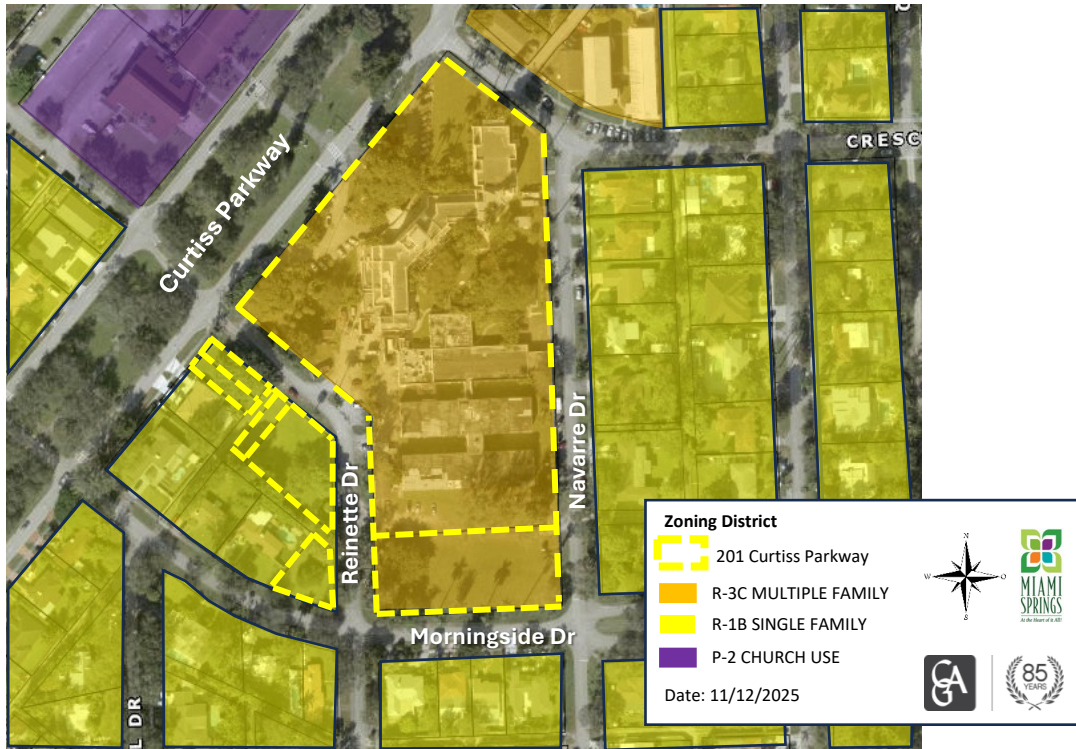 CRESC
Curtiss Parkway
Navarre Dr
Reinette Dr
Morningside Dr
L DR
Zoning District
201 Curtiss Parkway
R-3C MULTIPLE FAMILY
R-1B SINGLE FAMILY
P-2 CHURCH USE
Date: 11/12/2025
N
W
O
S
MIAMI
SPRINGS
At the Heart of it All!
CGA
85
YEARS